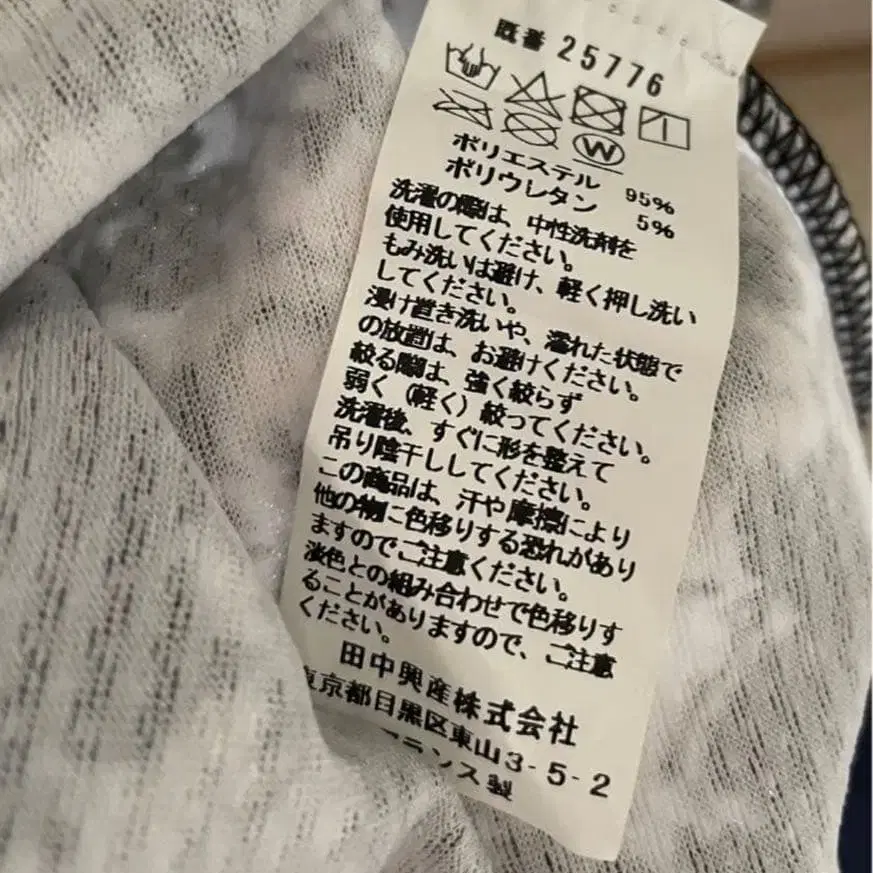 既番 25776
W
ポリエステル 95%
ポリウレタン 5%
洗濯の際は、中性洗剤を
使用してください。
もみ洗いは避け、軽く押し洗い
してください。
浸け置き洗いや、濡れた状態で
の放置は、お避けください。
絞る際は、強く絞らず
弱く（軽く）絞ってください。
洗濯後、すぐに形を整えて
吊り陰干ししてください。
この商品は、汗や摩擦により
他の物に色移りする恐れがあり
ますのでご注意ください。
淡色との組み合わせで色移りす
ることがありますので、ご注意
ください。
田中興産株式会社
東京都目黒区東山3-5-2
フランス製